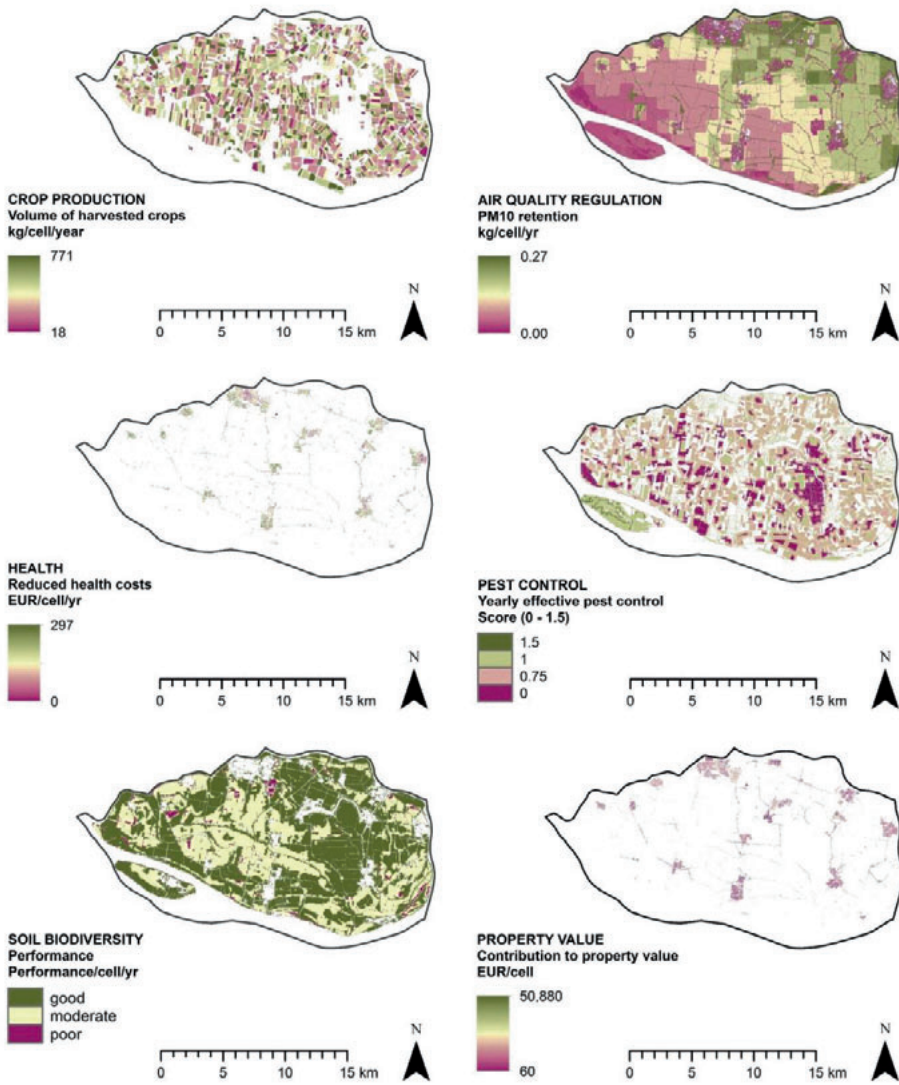 CROP PRODUCTION
Volume of harvested crops
kg/cell/year
771
18
N
0 5 10 15 km
AIR QUALITY REGULATION
PM10 retention
kg/cell/yr
0.27
0.00
N
0 5 10 15 km
HEALTH
Reduced health costs
EUR/cell/yr
297
0
N
0 5 10 15 km
PEST CONTROL
Yearly effective pest control
Score (0 - 1.5)
1.5
1
0.75
0
N
0 5 10 15 km
SOIL BIODIVERSITY
Performance
Performance/cell/yr
good
moderate
poor
N
0 5 10 15 km
PROPERTY VALUE
Contribution to property value
EUR/cell
50,880
60
N
0 5 10 15 km